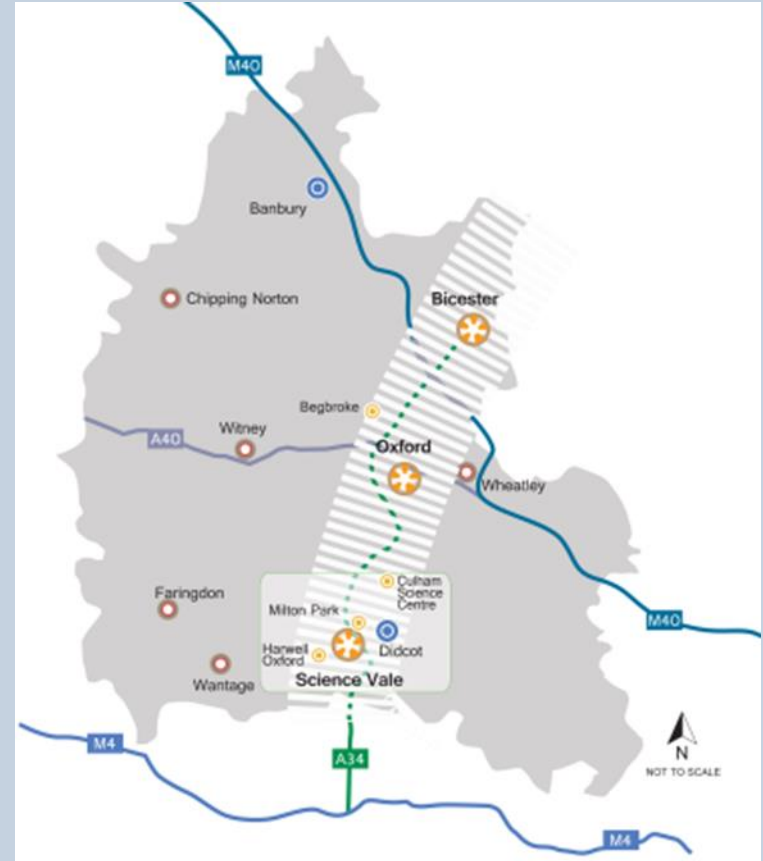 M40
Banbury
Chipping Norton
Bicester
Begbroke
Witney
A40
Oxford
Wheatley
Faringdon
Culham
Science
Centre
Milton Park
Harwell
Oxford
Didcot
Wantage
Science Vale
M40
M4
A34
N
NOT TO SCALE
M4